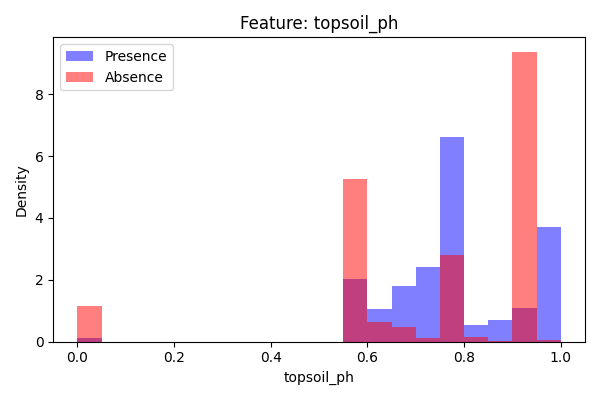 Feature: topsoil_ph
Presence
Absence
Density
8
6
4
2
0
0.0 0.2 0.4 0.6 0.8 1.0
topsoil_ph